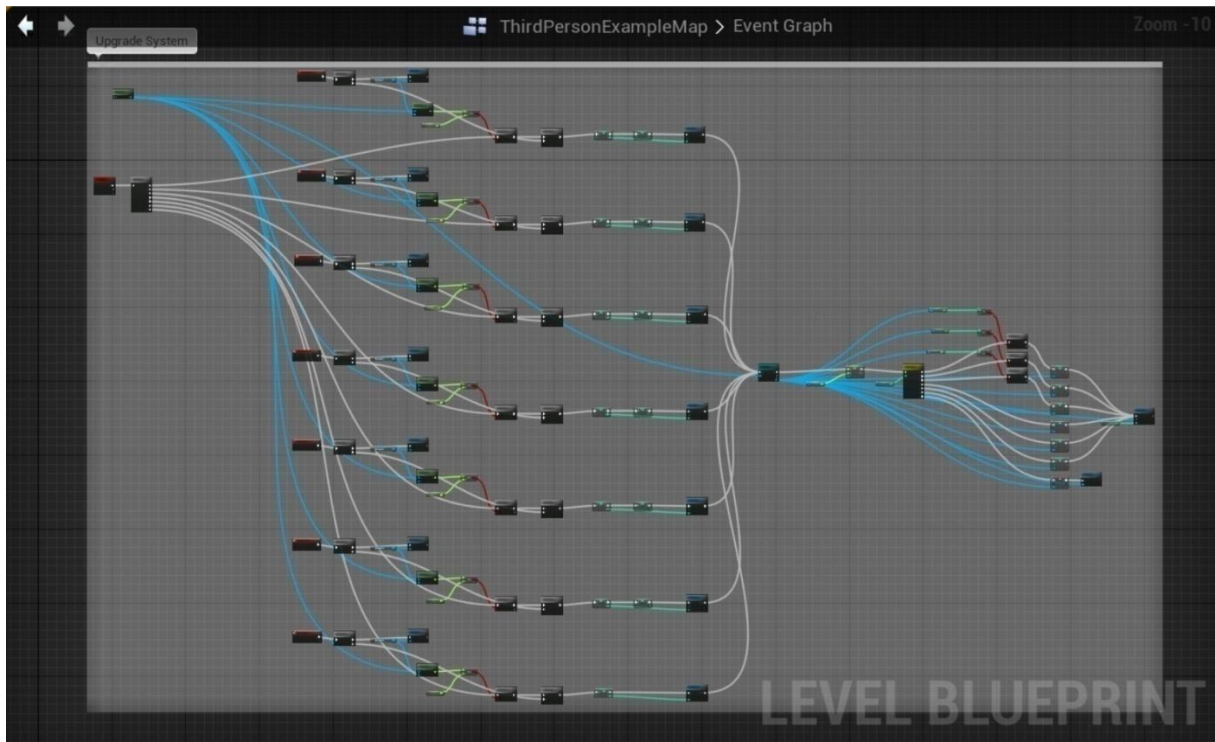 ThirdPersonExampleMap > Event Graph
Zoom -10
Upgrade System
LEVEL BLUEPRINT